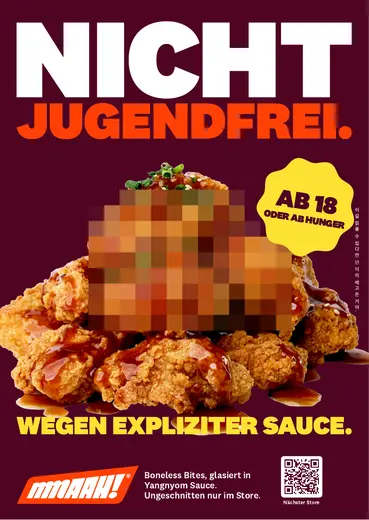 NICHT
JUGENDFREI.
AB 18
ODER AB HUNGER
WEGEN EXPLIZITER SAUCE.
mmAAH!
Boneless Bites, glasiert in
Yangnyom Sauce.
Ungeschnitten nur im Store.
Nächster Store